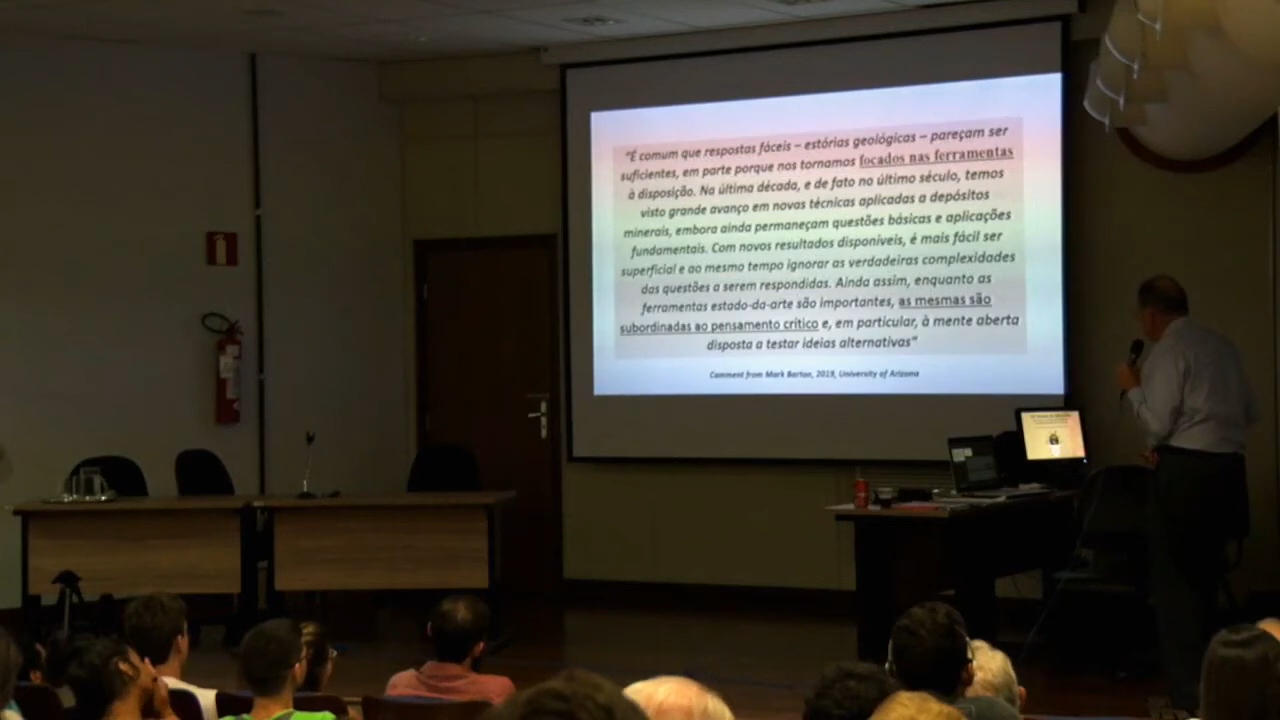 "É comum que respostas fáceis – estórias geológicas – pareçam ser
suficientes, em parte porque nos tornamos focados nas ferramentas
à disposição. Na última década, e de fato no último século, temos
visto grande avanço em novas técnicas aplicadas a depósitos
minerais, embora ainda permaneçam questões básicas e aplicações
fundamentais. Com novos resultados disponíveis, é mais fácil ser
superficial e ao mesmo tempo ignorar as verdadeiras complexidades
das questões a serem respondidas. Ainda assim, enquanto as
ferramentas estado-da-arte são importantes, as mesmas são
subordinadas ao pensamento crítico e, em particular, à mente aberta
disposta a testar ideias alternativas"
Comment from Mark Barton, 2019, University of Arizona